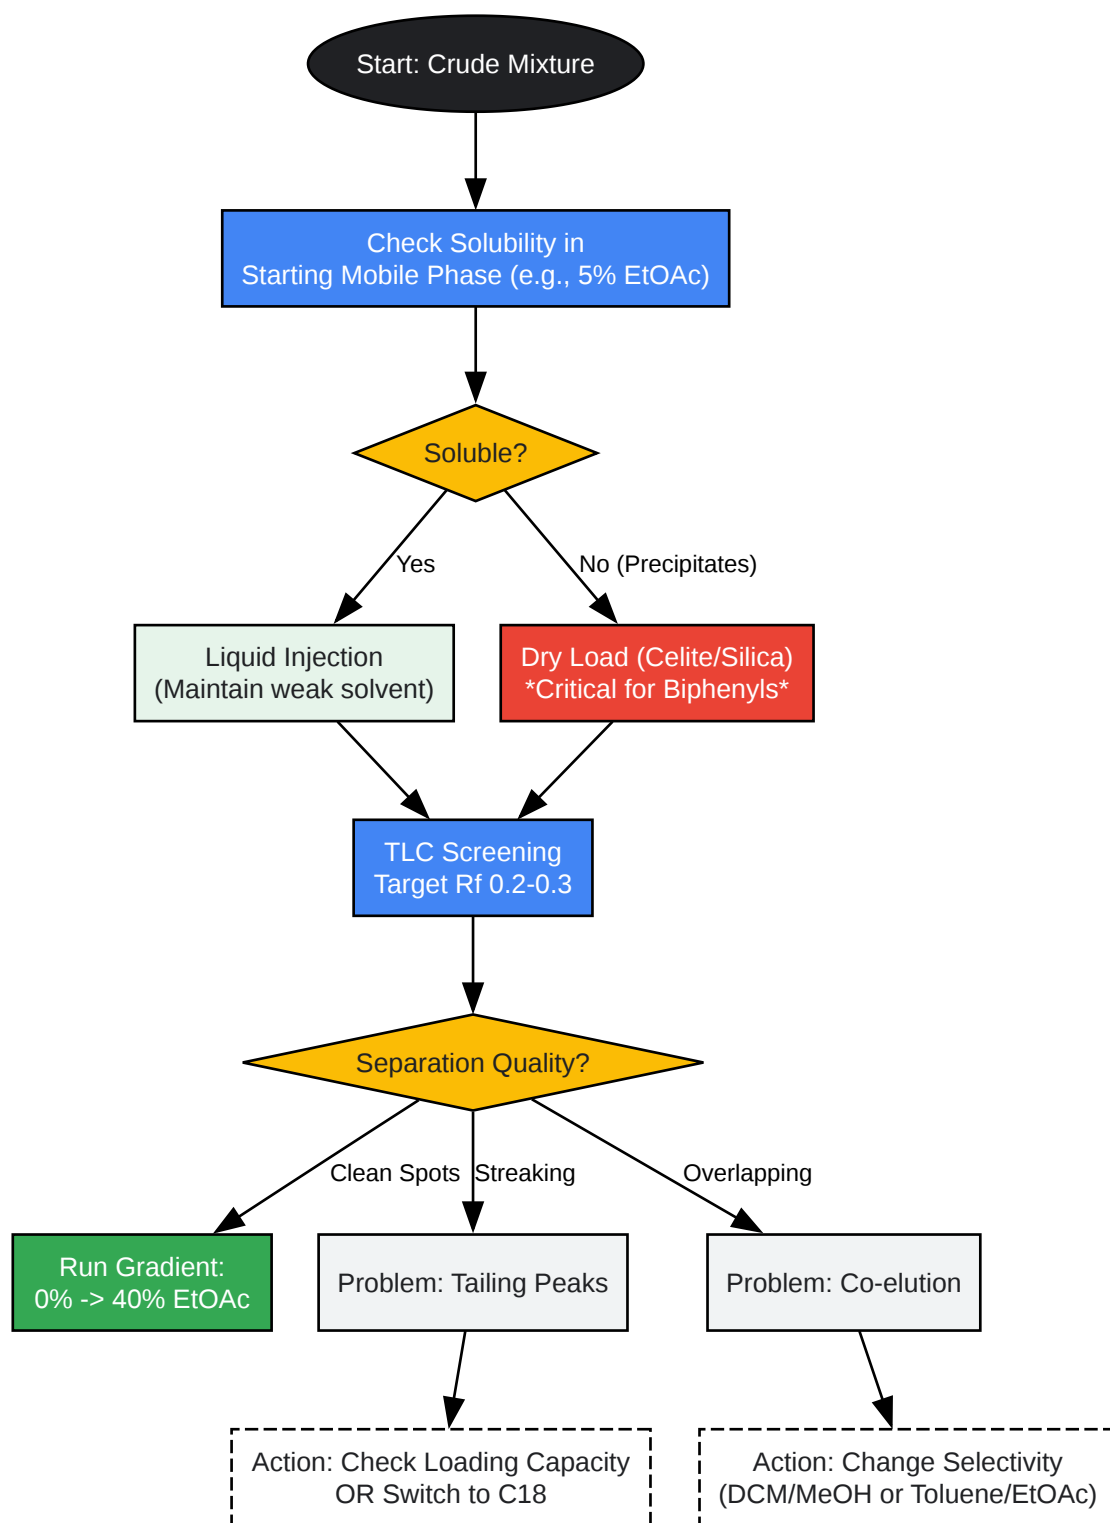 Start: Crude Mixture
Check Solubility in
Starting Mobile Phase (e.g., 5% EtOAc)
Soluble?
Yes
No (Precipitates)
Liquid Injection
(Maintain weak solvent)
Dry Load (Celite/Silica)
*Critical for Biphenyls*
TLC Screening
Target Rf 0.2-0.3
Separation Quality?
Clean Spots
Streaking
Overlapping
Run Gradient:
0% -> 40% EtOAc
Problem: Tailing Peaks
Problem: Co-elution
Action: Check Loading Capacity
OR Switch to C18
Action: Change Selectivity
(DCM/MeOH or Toluene/EtOAc)